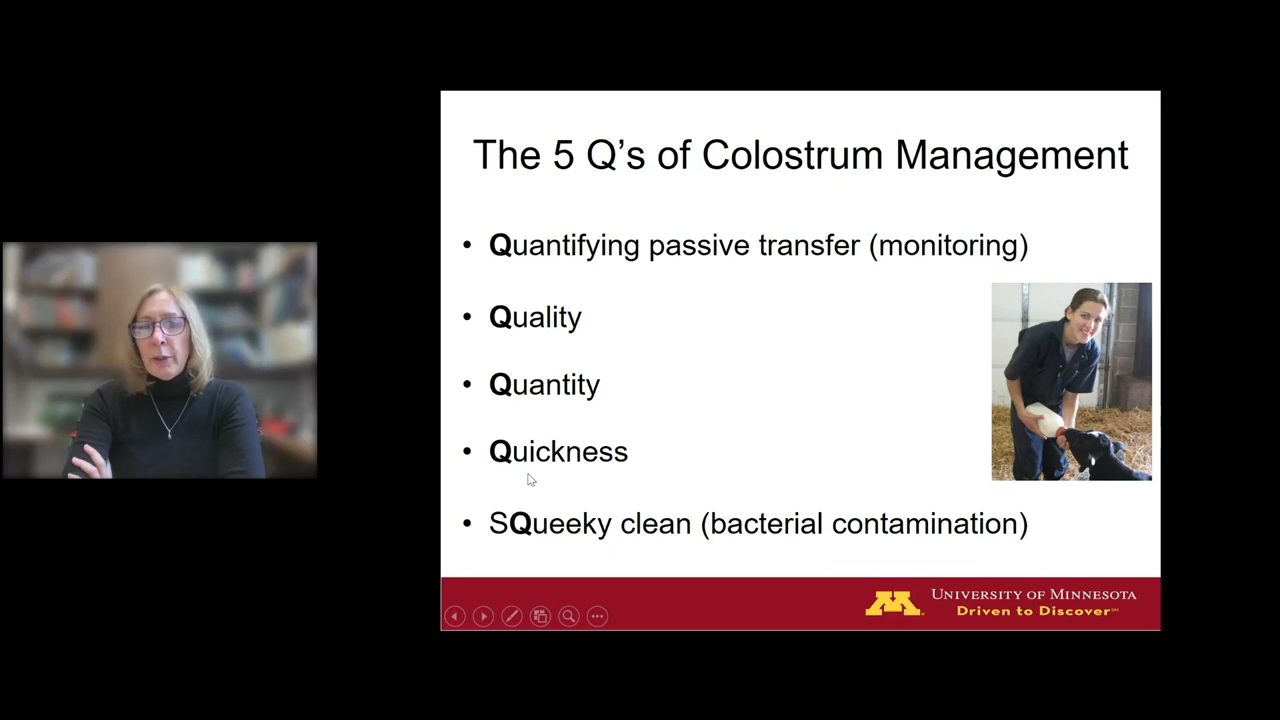 The 5 Q’s of Colostrum Management
• Quantifying passive transfer (monitoring)
• Quality
• Quantity
• Quickness
• SQueeky clean (bacterial contamination)
M
UNIVERSITY OF MINNESOTA
Driven to Discover℠